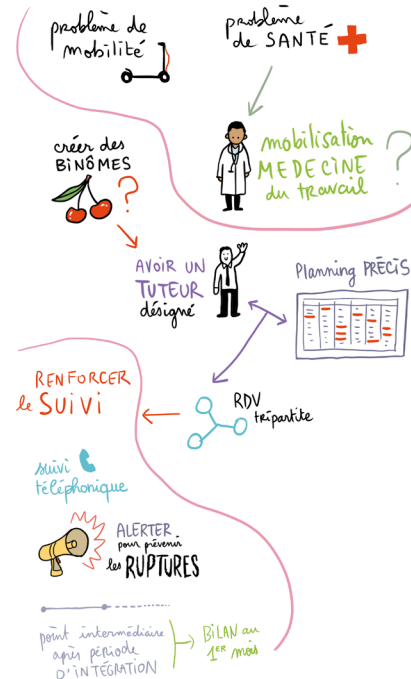 problème de
mobilité
problème
de SANTÉ
mobilisation
MEDECINE
du travail
?
créer des
BINÔMES
?
AVOIR UN
TUTEUR
désigné
Planning PRÉCIS
RENFORCER
le SUIVI
RDV
tripartite
suivi
téléphonique
ALERTER
pour prévenir
les RUPTURES
point intermédiaire
après période
D'INTÉGRATION
BILAN au
1ER mois